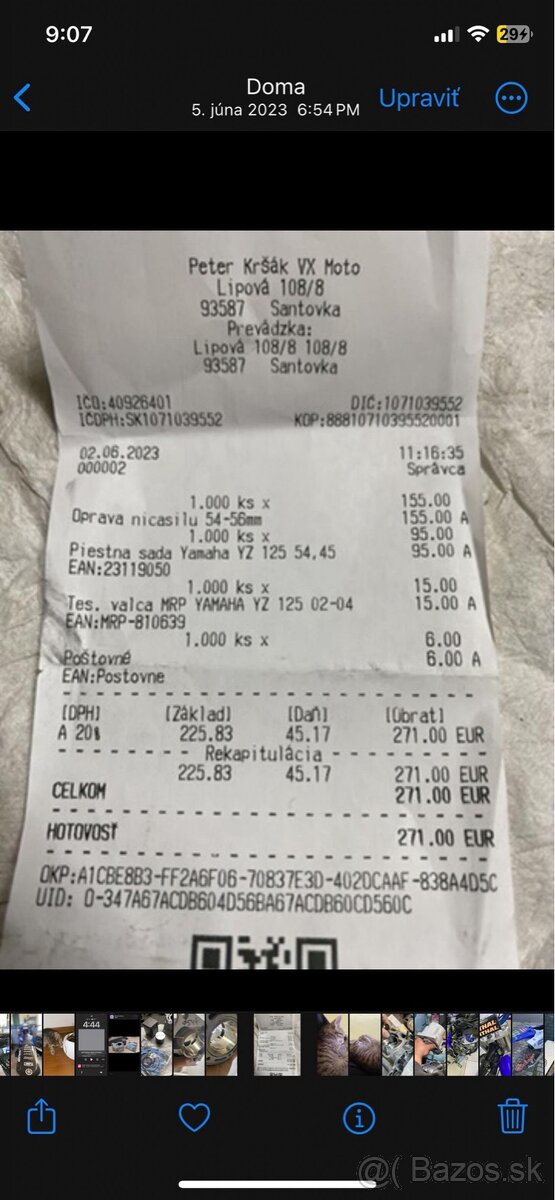 9:07
29
Doma
5. júna 2023 6:54 PM
Upraviť
Peter Kršák VX Moto
Lipová 108/8
93587 Santovka
Prevádzka:
Lipová 108/8 108/8
93587 Santovka
ICO:40926401 DIC:1071039552
ICDPH:SK1071039552 KOP:88810710395520001
02.06.2023 11:16:35
000002 Správca
1.000 ks x 155.00
Oprava nicasilu 54-56mm 155.00 A
1.000 ks x 95.00
Piestna sada Yamaha YZ 125 54,45 95.00 A
EAN:23119050
1.000 ks x 15.00
Tes. valca MRP YAMAHA YZ 125 02-04 15.00 A
EAN:MRP-810639
1.000 ks x 6.00
Poštovné 6.00 A
EAN:Postovne
[DPH] [Základ] [Daň] [Obrat]
A 20% 225.83 45.17 271.00 EUR
Rekapitulácia
225.83 45.17 271.00 EUR
CELKOM 271.00 EUR
HOTOVOSŤ 271.00 EUR
OKP:A1CBE8B3-FF2A6F06-70837E3D-402DCAAF-838A4D5C
UID: O-347A67ACDB604D56BA67ACDB60CD560C
4:44
@( Bazos.sk